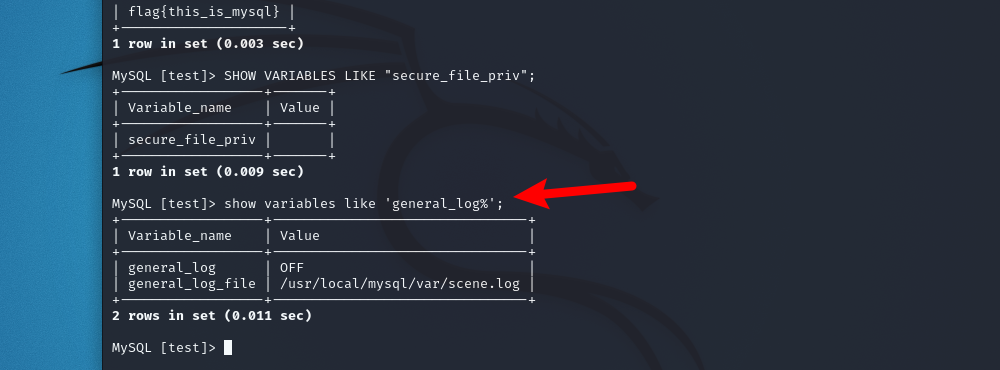 | flag{this_is_mysql} |
+---------------------+
1 row in set (0.003 sec)
MySQL [test]> SHOW VARIABLES LIKE "secure_file_priv";
+------------------+-------+
| Variable_name    | Value |
+------------------+-------+
| secure_file_priv |       |
+------------------+-------+
1 row in set (0.009 sec)
MySQL [test]> show variables like 'general_log%';
+------------------+--------------------------------+
| Variable_name    | Value                          |
+------------------+--------------------------------+
| general_log      | OFF                            |
| general_log_file | /usr/local/mysql/var/scene.log |
+------------------+--------------------------------+
2 rows in set (0.011 sec)
MySQL [test]>